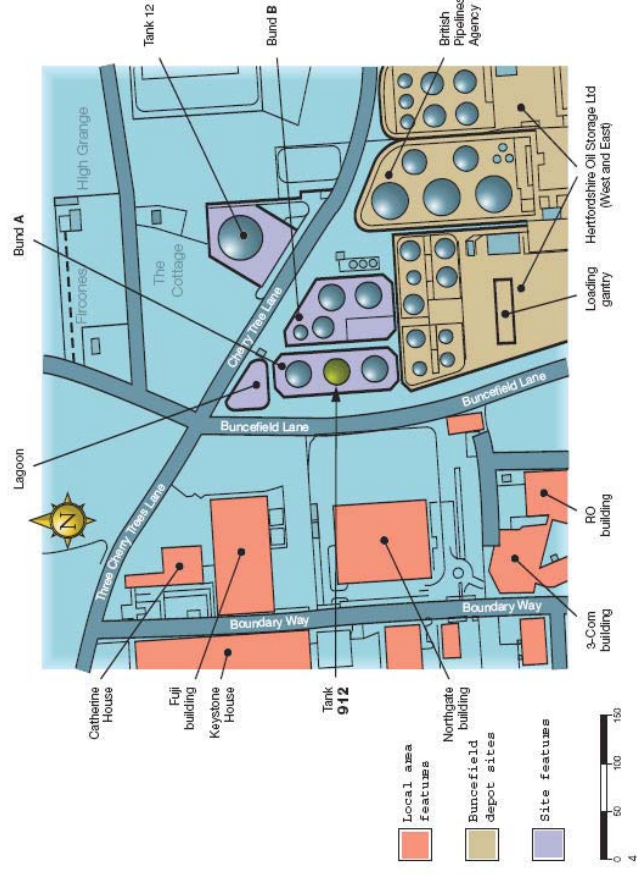 Tank 12
Bund B
British
Pipelines
Agency
Bund A
High Grange
Fircones
The
Cottage
Lagoon
N
Three Cherry Trees Lane
Cherry Tree Lane
Buncefield Lane
Buncefield Lane
Boundary Way
Boundary Way
Hertfordshire Oil Storage Ltd
(West and East)
Loading
gantry
RO
building
3-Com
building
Catherine
House
Fuji
building
Keystone
House
Tank
912
Northgate
building
Local area
features
Buncefield
depot sites
Site features
0
50
100
150
4